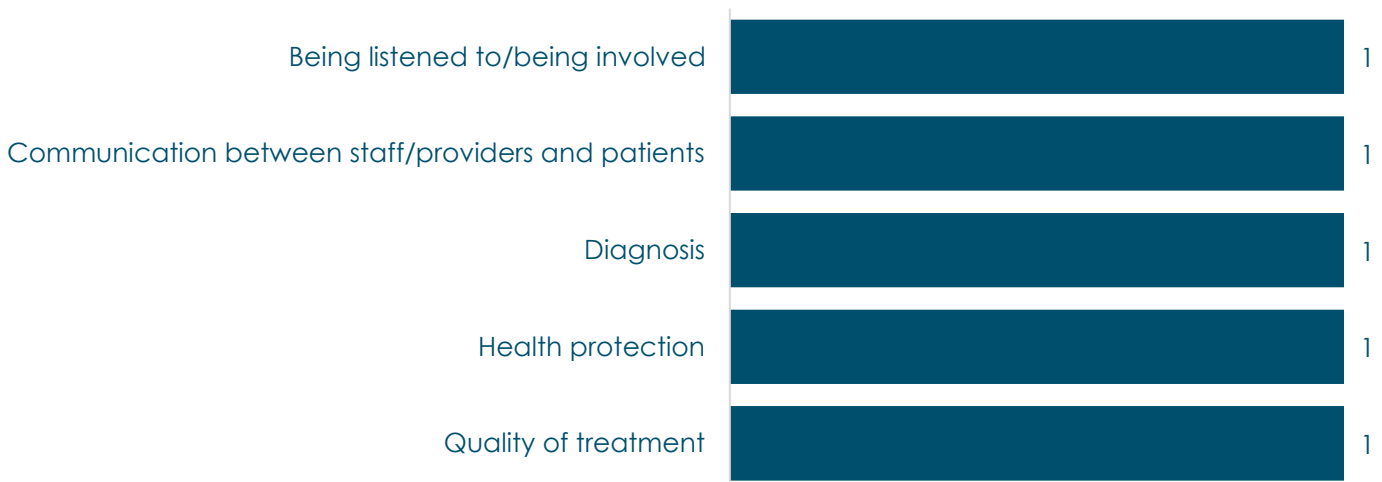 Being listened to/being involved 1
Communication between staff/providers and patients 1
Diagnosis 1
Health protection 1
Quality of treatment 1